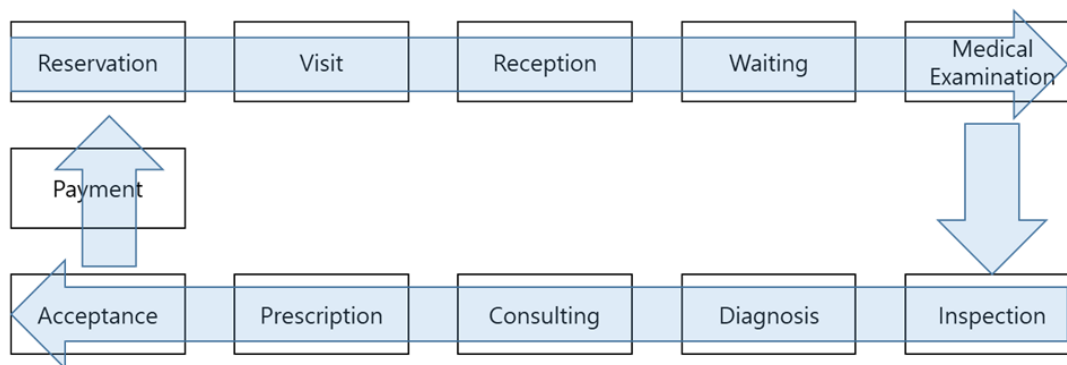 Reservation
Visit
Reception
Waiting
Medical
Examination
Payment
Acceptance
Prescription
Consulting
Diagnosis
Inspection